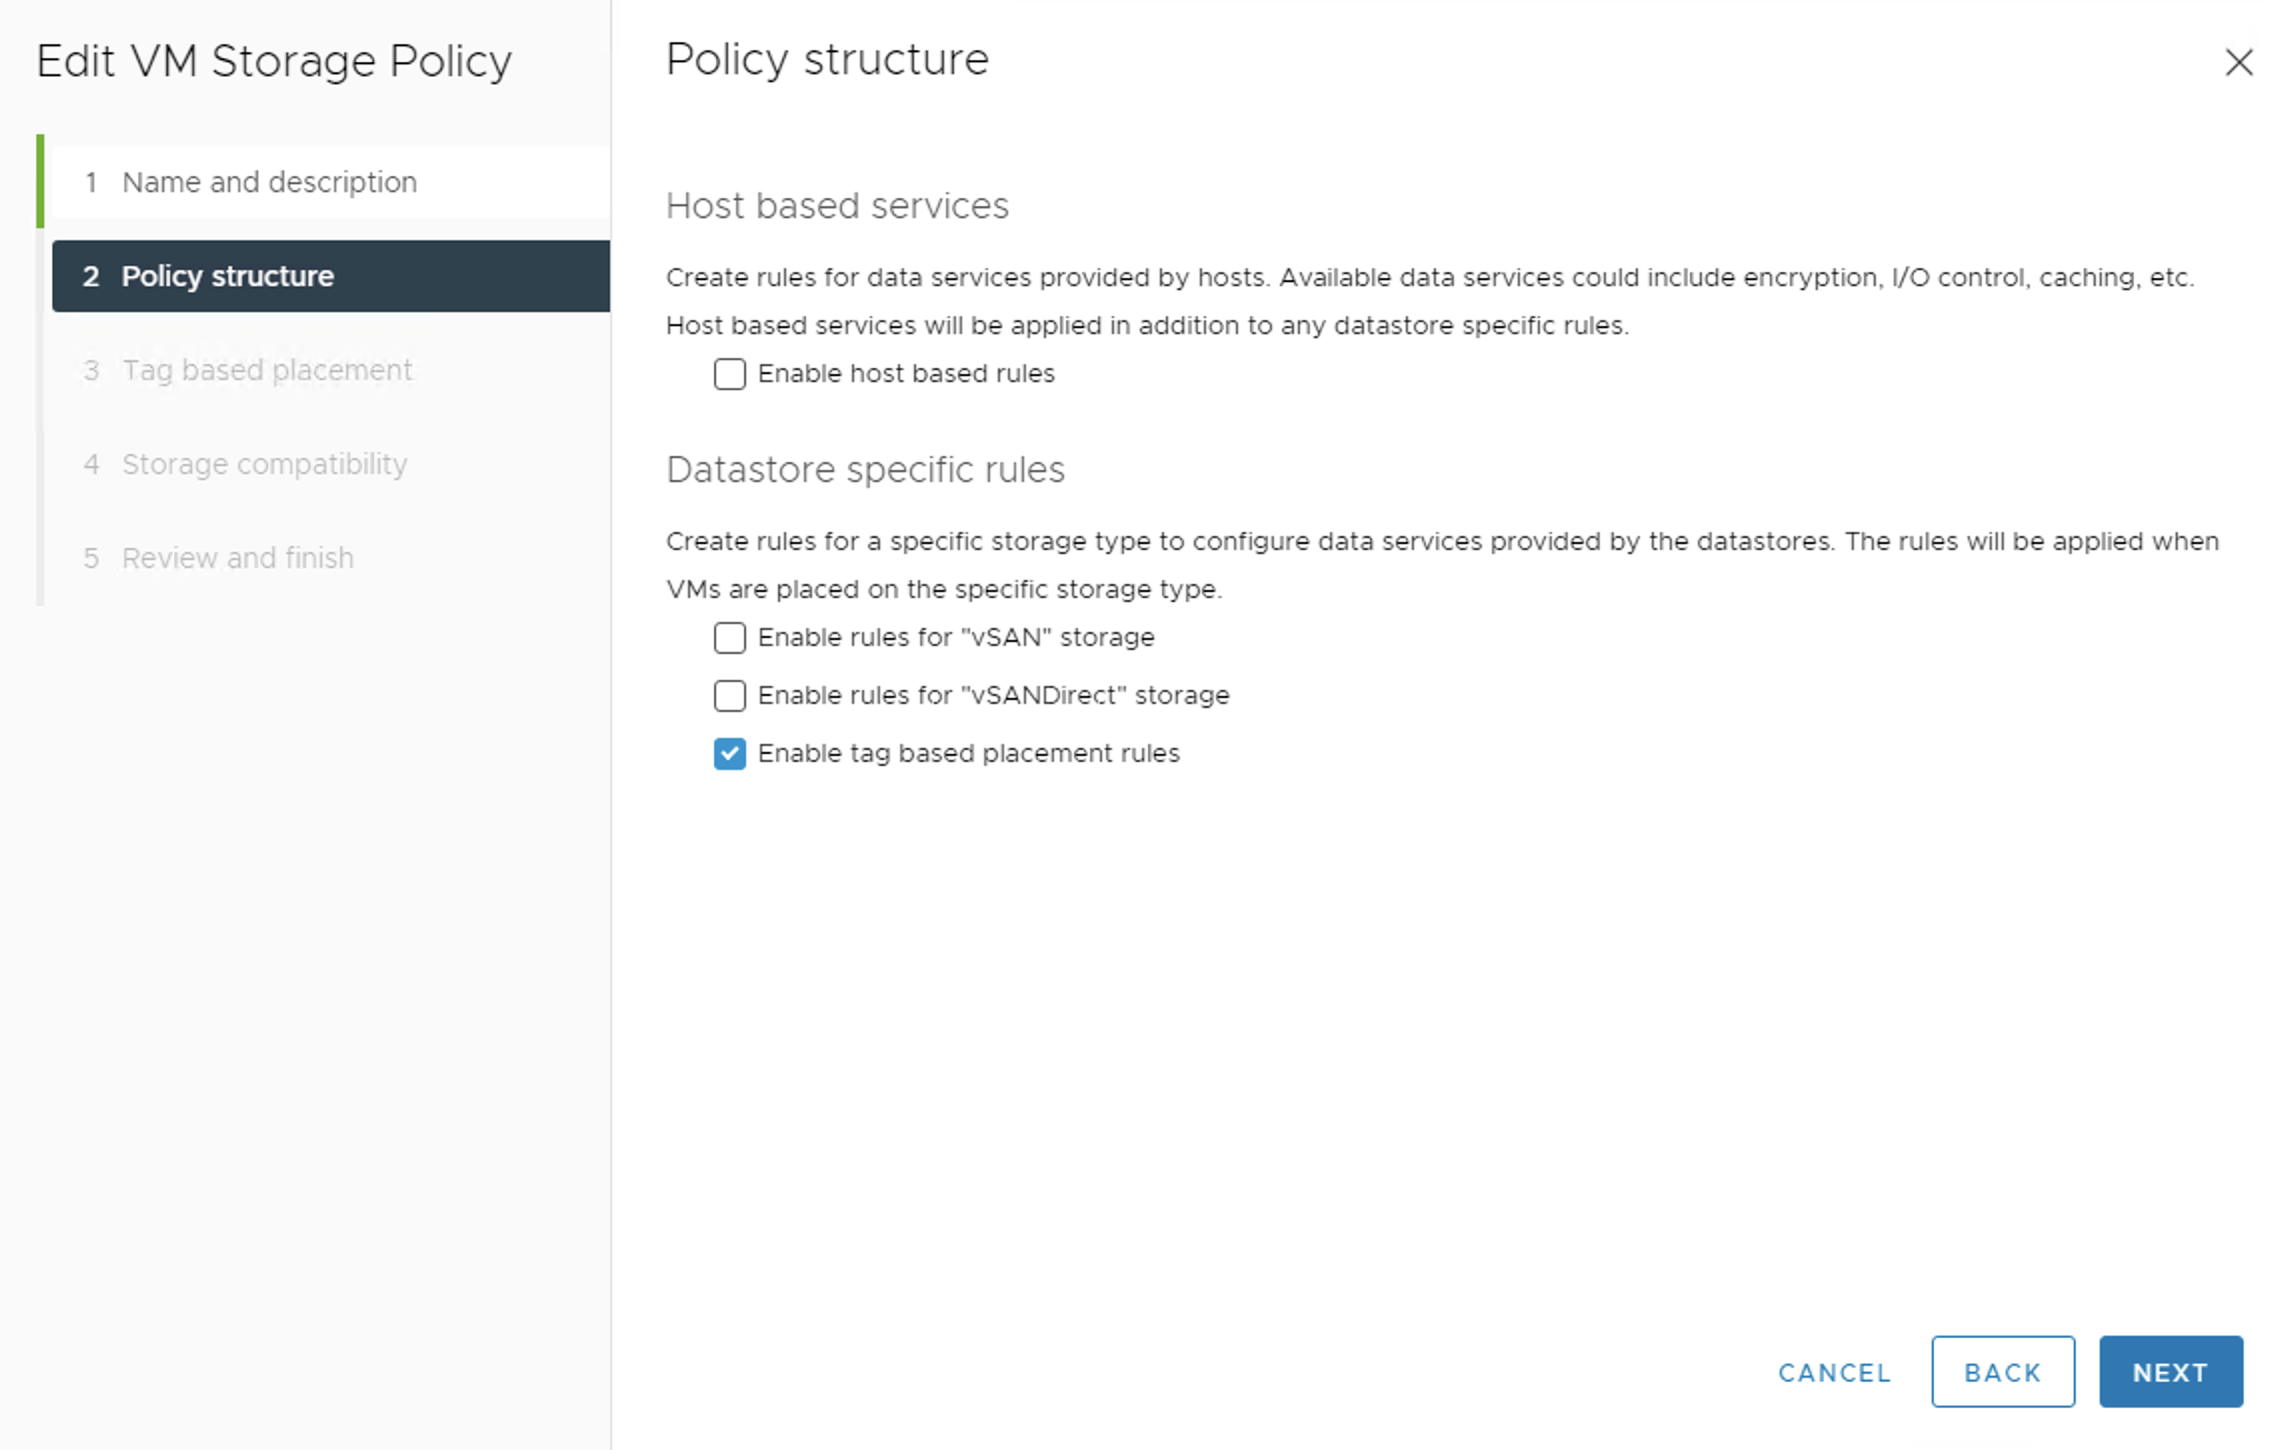 Edit VM Storage Policy
1 Name and description
2 Policy structure
3 Tag based placement
4 Storage compatibility
5 Review and finish
Policy structure
Host based services
Create rules for data services provided by hosts. Available data services could include encryption, I/O control, caching, etc.
Host based services will be applied in addition to any datastore specific rules.
Enable host based rules
Datastore specific rules
Create rules for a specific storage type to configure data services provided by the datastores. The rules will be applied when
VMs are placed on the specific storage type.
Enable rules for "vSAN" storage
Enable rules for "vSANDirect" storage
Enable tag based placement rules
CANCEL BACK NEXT